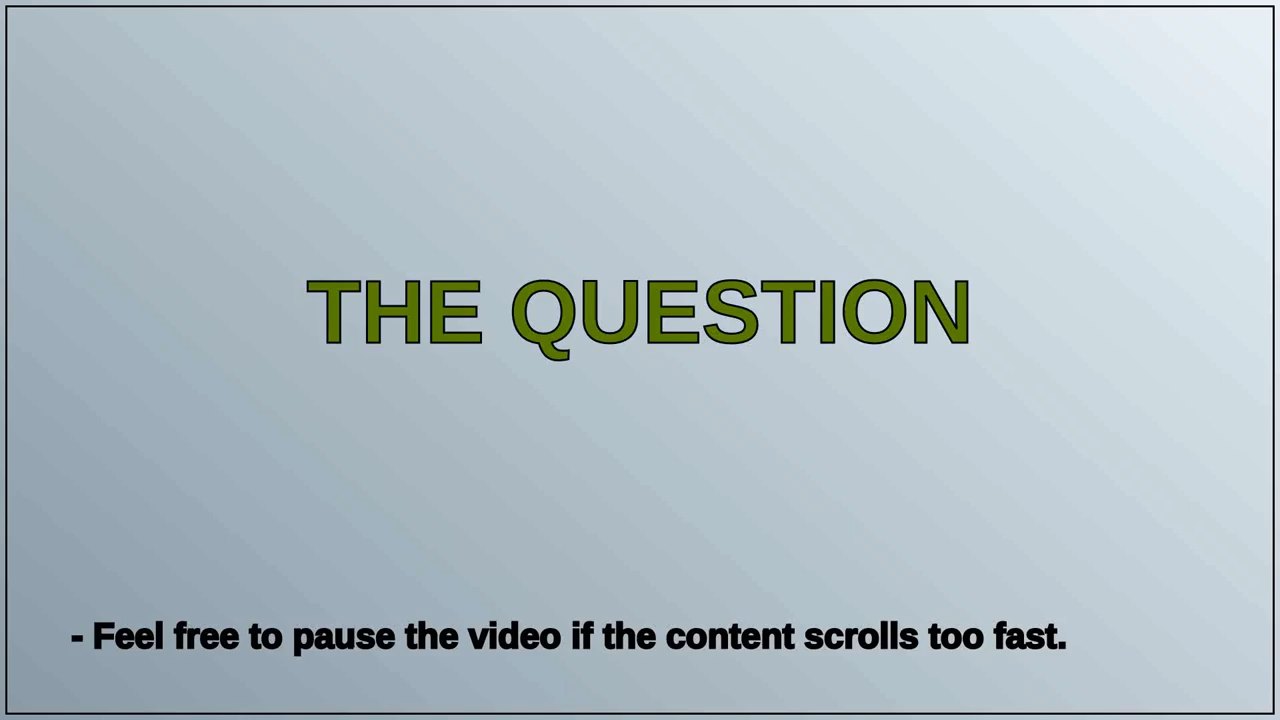 THE QUESTION
- Feel free to pause the video if the content scrolls too fast.